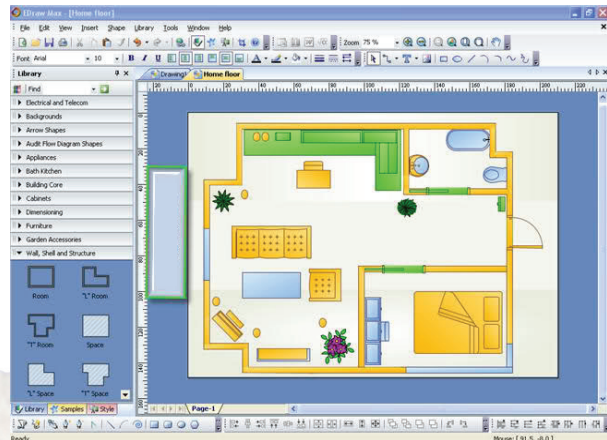 EDraw Max - [Home floor]
File Edit View Insert Shape Library Tools Window Help
Zoom 75 %
Font Arial 10 B I U
Library
Drawing1 Home floor
Find
Electrical and Telecom
Backgrounds
Arrow Shapes
Audit Flow Diagram Shapes
Appliances
Bath Kitchen
Building Core
Cabinets
Dimensioning
Furniture
Garden Accessories
Wall, Shell and Structure
Room "L" Room
"T" Room Space
"L" Space "T" Space
Library Samples Style Page-1
Ready Mouse: [ 91.5, -8.0 ]